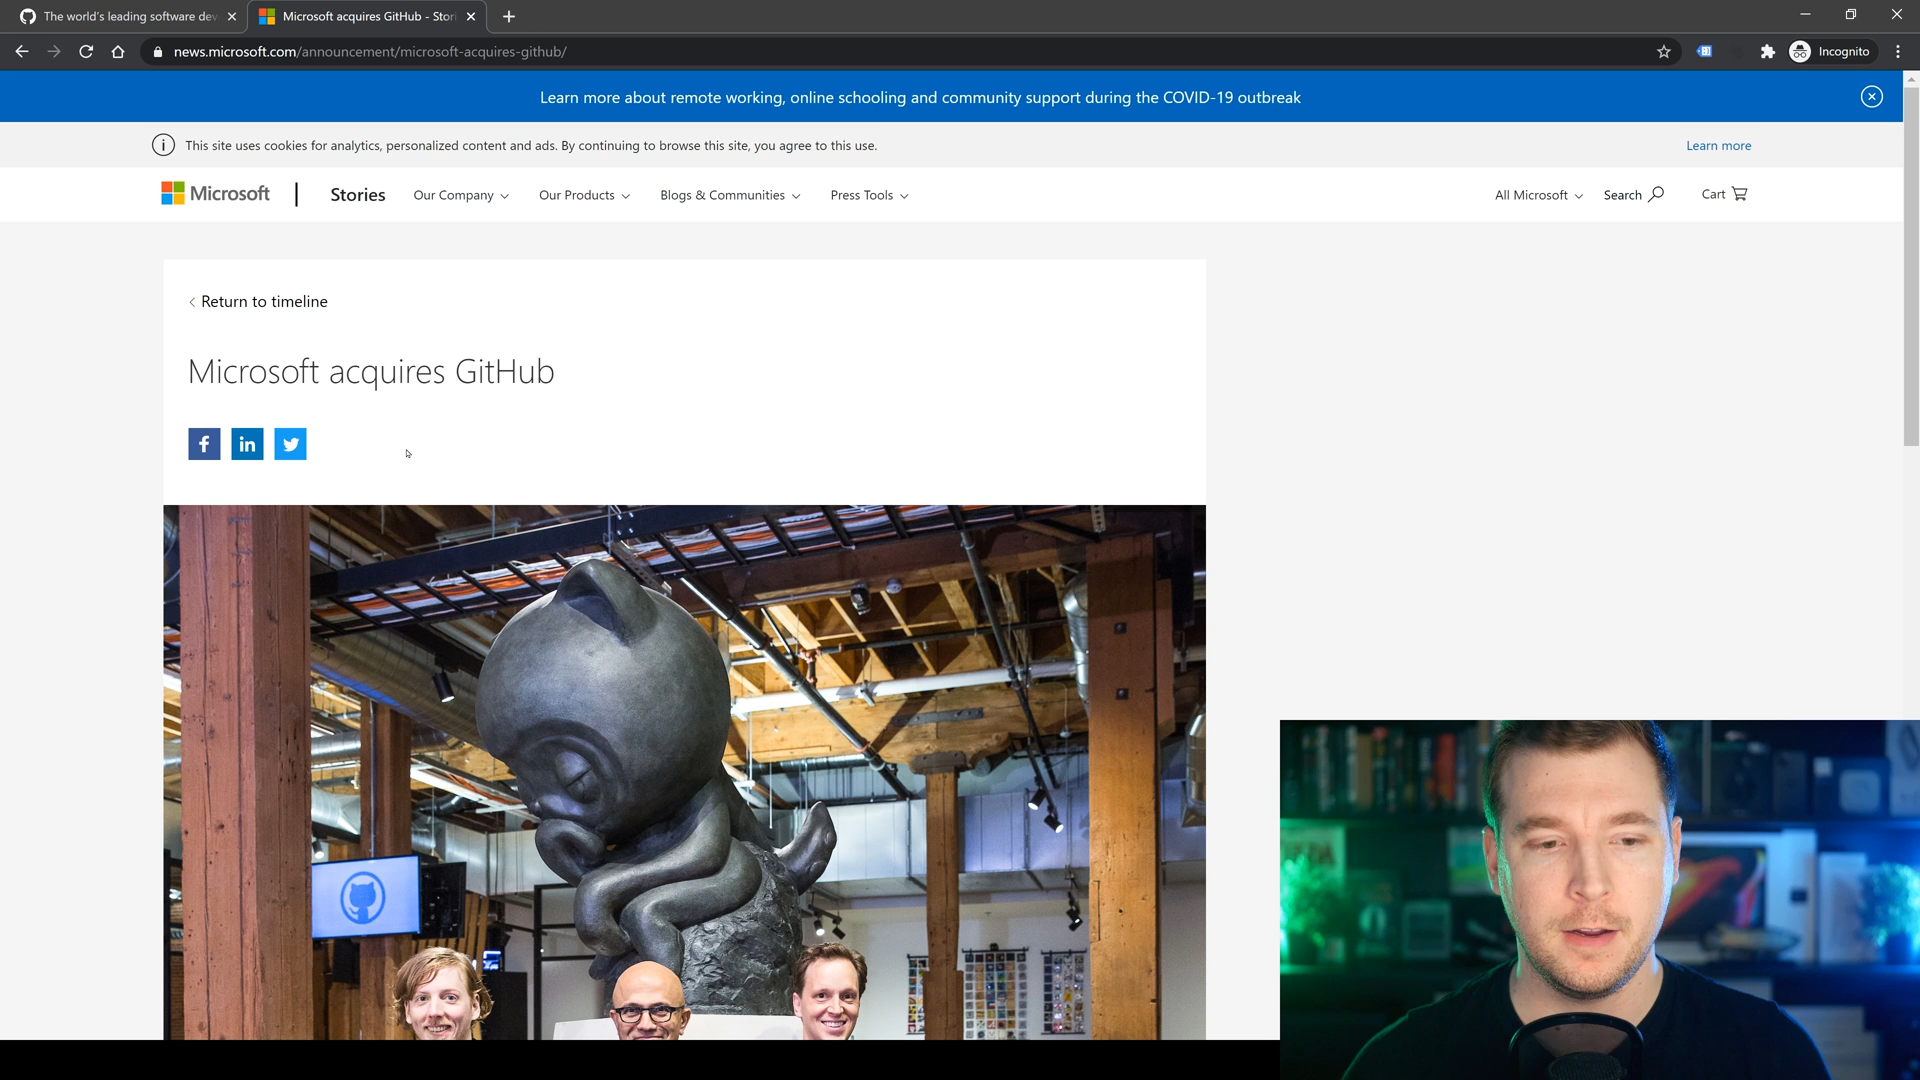 The world's leading software dev
Microsoft acquires GitHub - Stori
news.microsoft.com/announcement/microsoft-acquires-github/
Incognito
Learn more about remote working, online schooling and community support during the COVID-19 outbreak
This site uses cookies for analytics, personalized content and ads. By continuing to browse this site, you agree to this use.
Learn more
Microsoft
Stories
Our Company
Our Products
Blogs & Communities
Press Tools
All Microsoft
Search
Cart
Return to timeline
Microsoft acquires GitHub
f
in